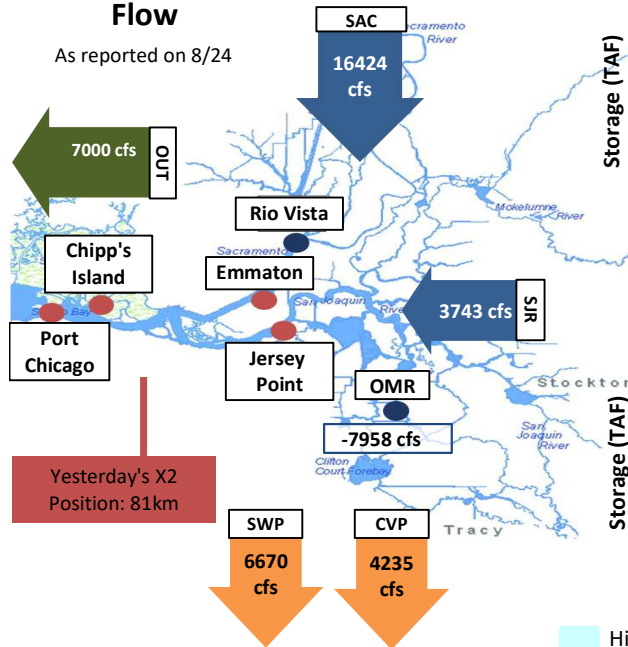 Flow
As reported on 8/24
SAC
16424
cfs
Sacramento
River
Storage (TAF)
7000 cfs
OUT
Mokelumne
River
Rio Vista
Chipp's
Island
Sacramento
Emmaton
San Joaquin
River
3743 cfs
SJR
Bay
Port
Chicago
Jersey
Point
OMR
Stockton
-7958 cfs
San
Joaquin
River
Storage (TAF)
Clifton
Court Forebay
Yesterday's X2
Position: 81km
Tracy
SWP
CVP
6670
cfs
4235
cfs
Hi